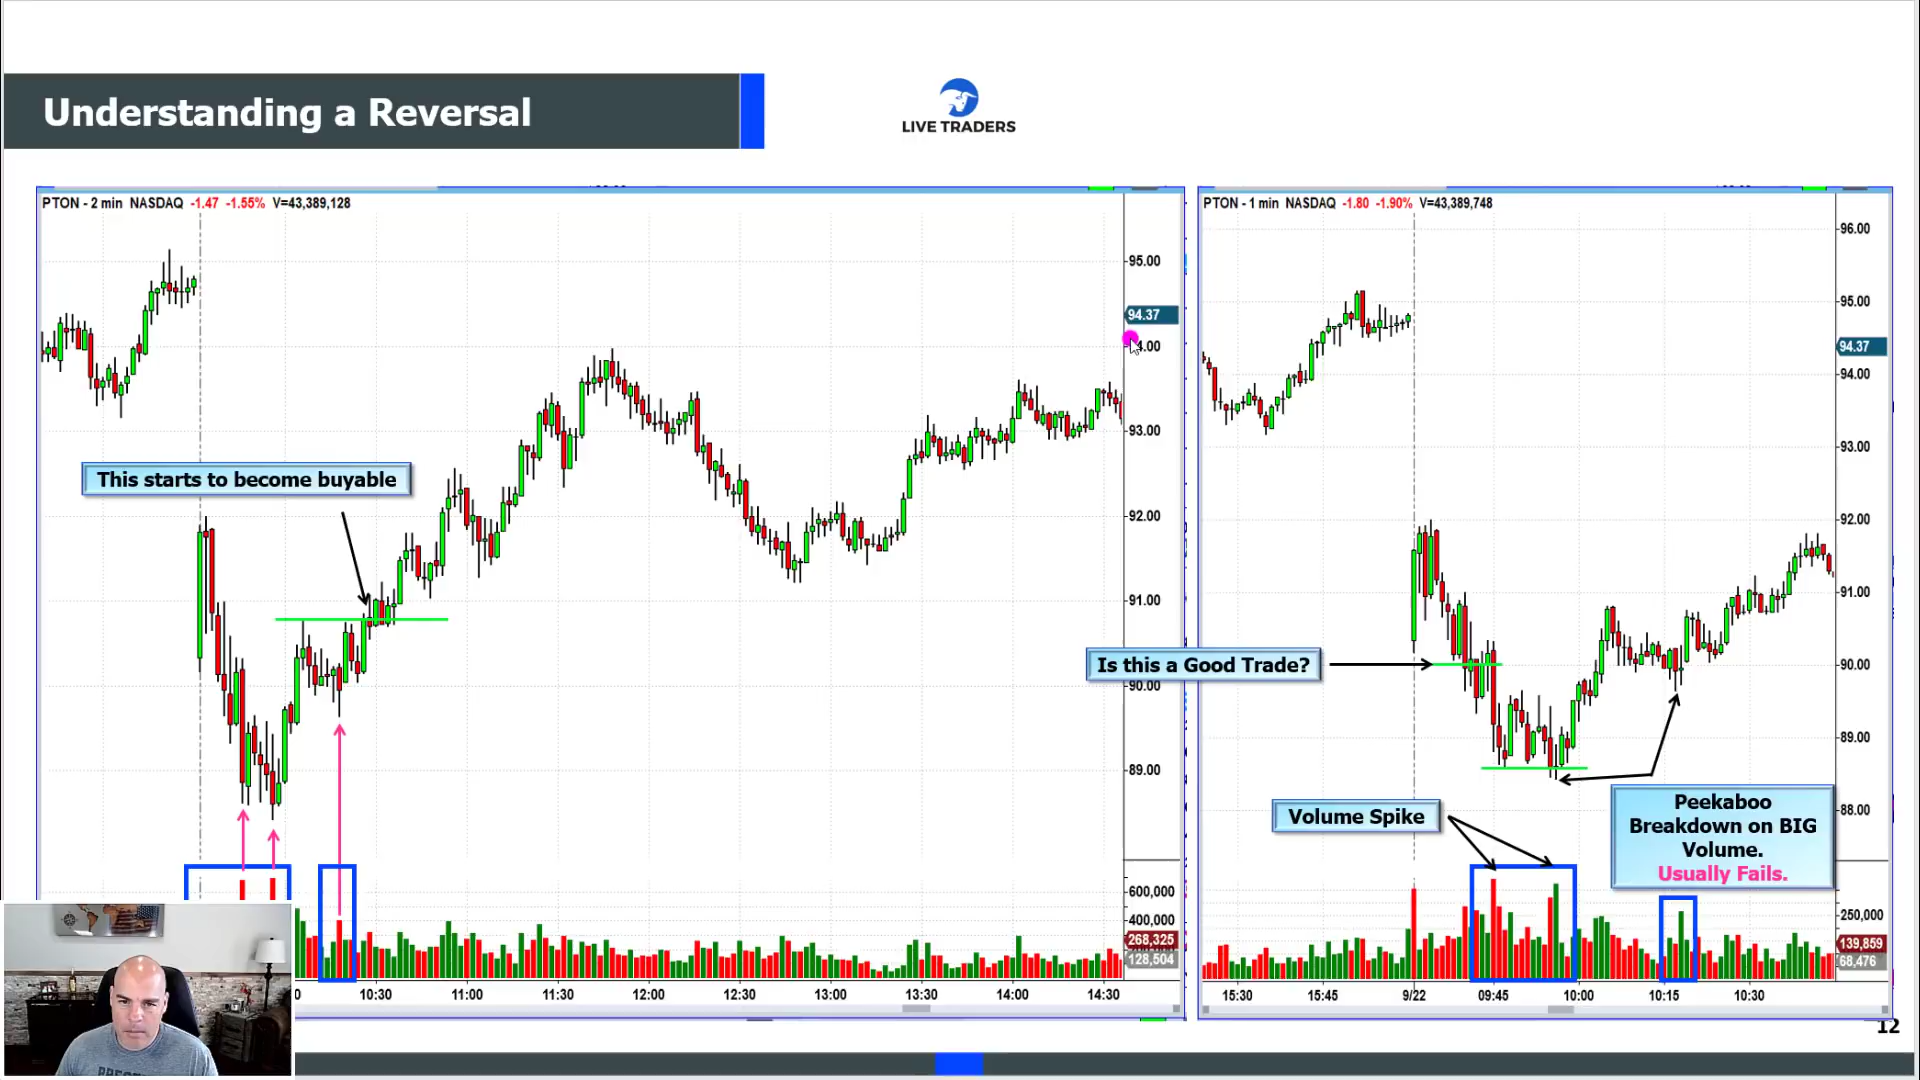 Understanding a Reversal
LIVE TRADERS
PTON - 2 min NASDAQ -1.47 -1.55% V=43,389,128
95.00
94.37
4.00
93.00
92.00
91.00
90.00
89.00
This starts to become buyable
600,000
400,000
268,325
128,504
0 10:30 11:00 11:30 12:00 12:30 13:00 13:30 14:00 14:30
PTON - 1 min NASDAQ -1.80 -1.90% V=43,389,748
96.00
95.00
94.37
94.00
93.00
92.00
91.00
90.00
89.00
88.00
Is this a Good Trade?
Volume Spike
Peekaboo
Breakdown on BIG
Volume.
Usually Fails.
250,000
139,859
68,476
15:30 15:45 9/22 09:45 10:00 10:15 10:30
12